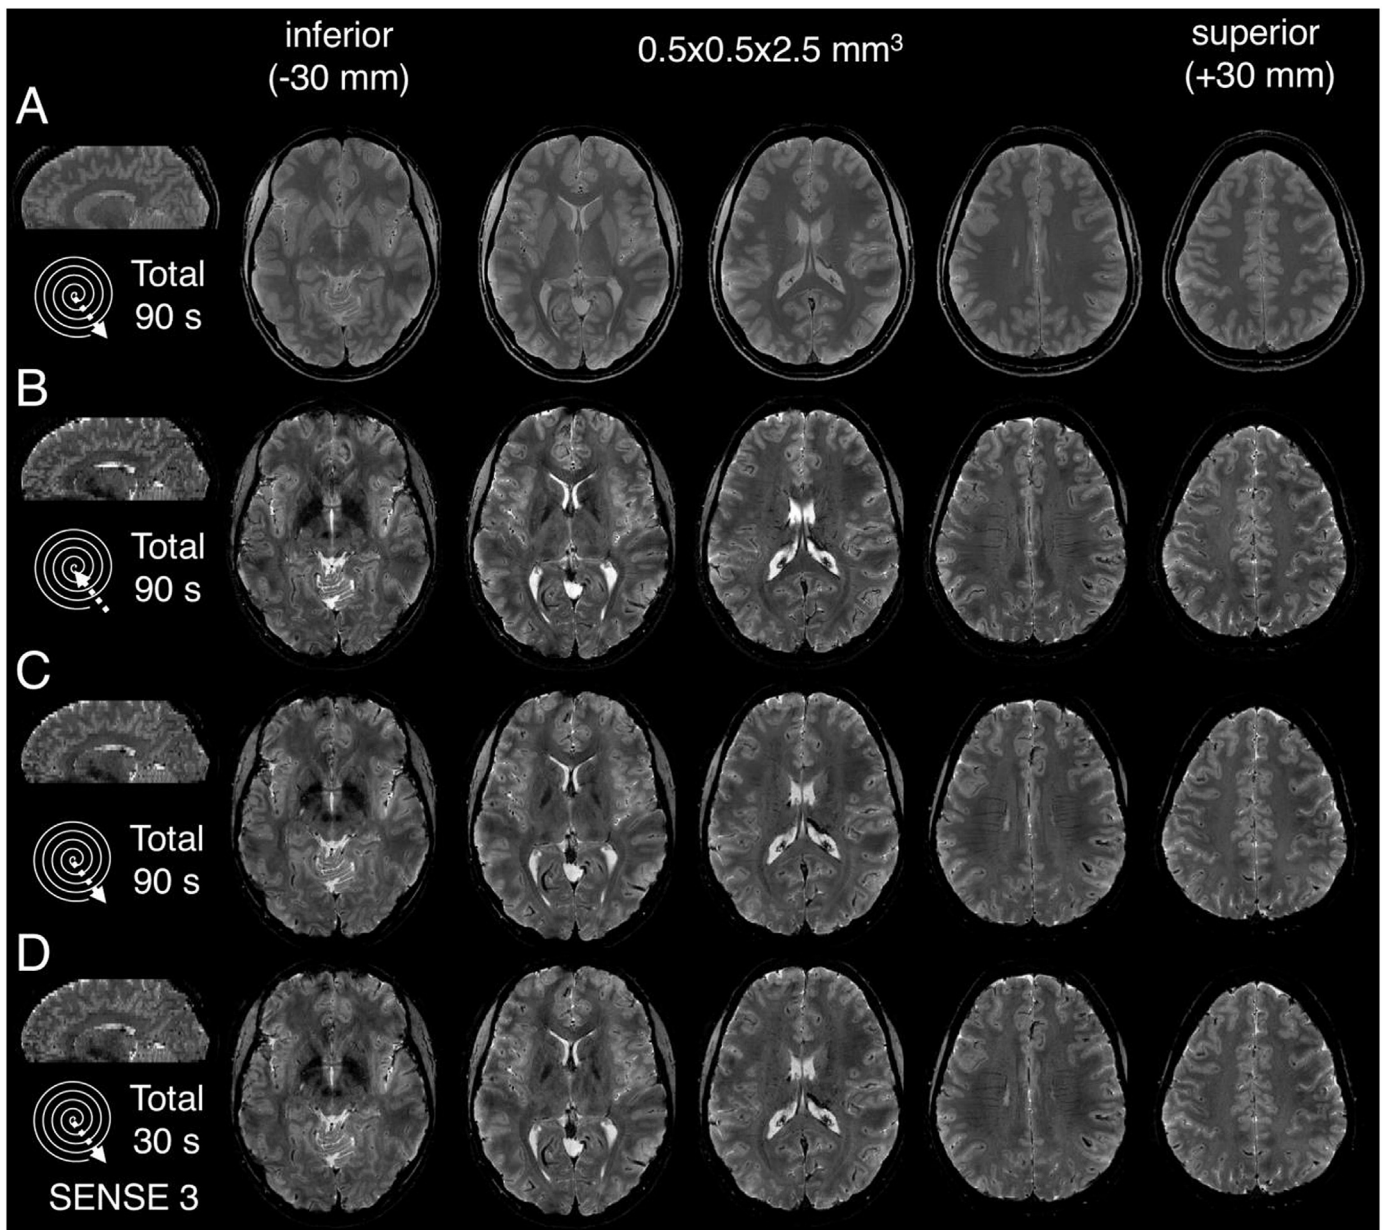 inferior
(-30 mm)
0.5x0.5x2.5 mm³
superior
(+30 mm)
A
Total
90 s
B
Total
90 s
C
Total
90 s
D
Total
30 s
SENSE 3